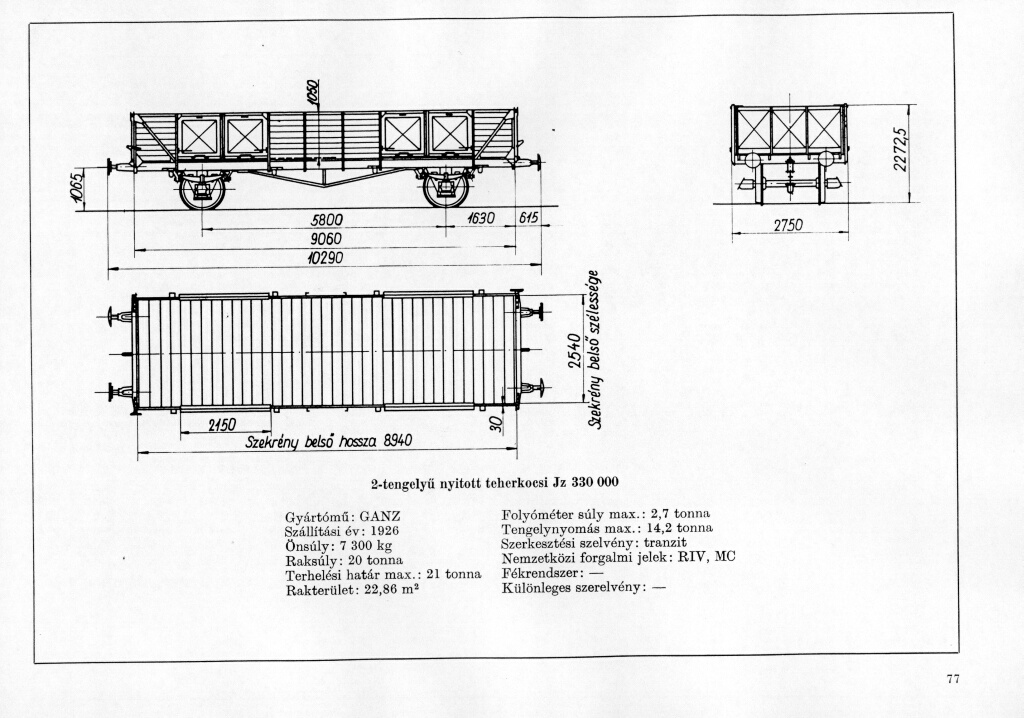 1050
1065
5800
1630
615
9060
10290
2272,5
2750
2540
Szekrény belső szélessége
2150
30
Szekrény belső hossza 8940
2-tengelyű nyitott teherkocsi Jz 330 000
Gyártómű: GANZ
Szállítási év: 1926
Önsúly: 7 300 kg
Raksúly: 20 tonna
Terhelési határ max.: 21 tonna
Rakterület: 22,86 m²
Folyóméter súly max.: 2,7 tonna
Tengelynyomás max.: 14,2 tonna
Szerkesztési szelvény: tranzit
Nemzetközi forgalmi jelek: RIV, MC
Fékrendszer: —
Különleges szerelvény: —
77